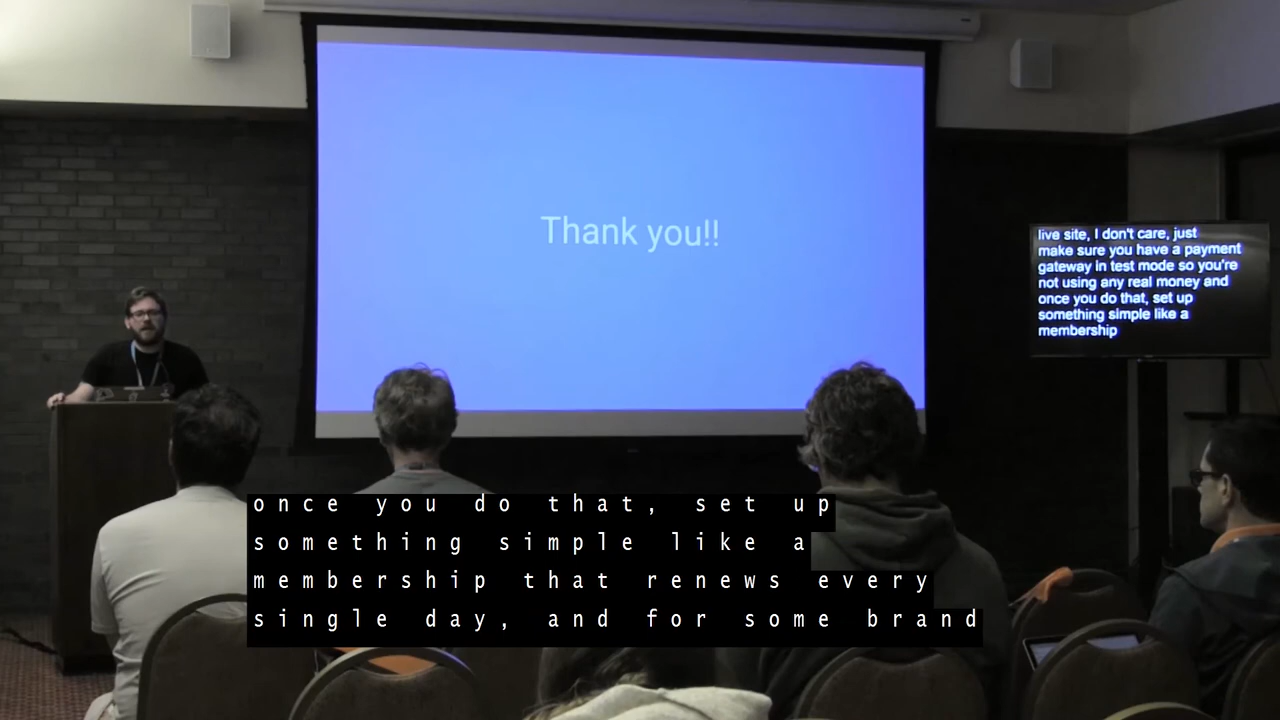 Thank you!!
live site, I don't care, just
make sure you have a payment
gateway in test mode so you're
not using any real money and
once you do that, set up
something simple like a
membership
once you do that, set up
something simple like a
membership that renews every
single day, and for some brand